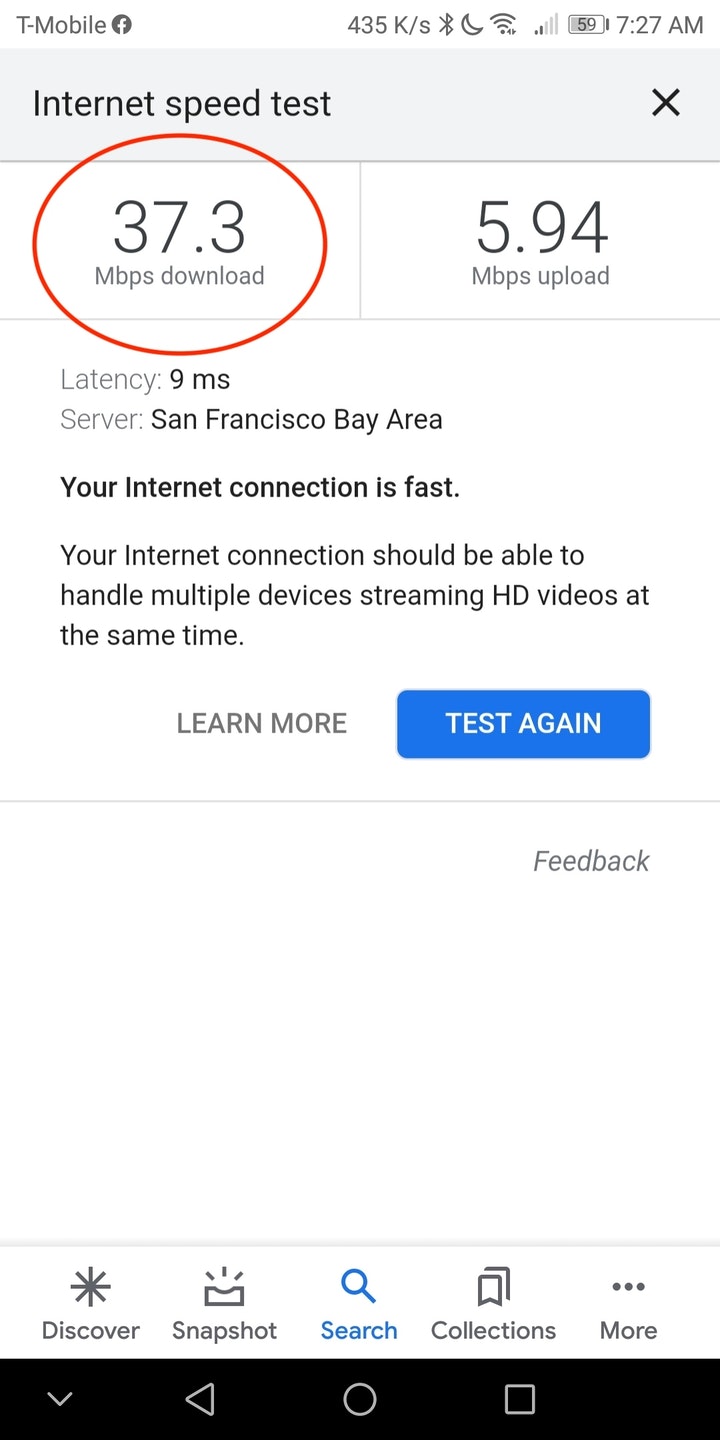 T-Mobile 435 K/s 59 7:27 AM
Internet speed test
37.3
Mbps download
5.94
Mbps upload
Latency: 9 ms
Server: San Francisco Bay Area
Your Internet connection is fast.
Your Internet connection should be able to
handle multiple devices streaming HD videos at
the same time.
LEARN MORE
TEST AGAIN
Feedback
Discover
Snapshot
Search
Collections
More